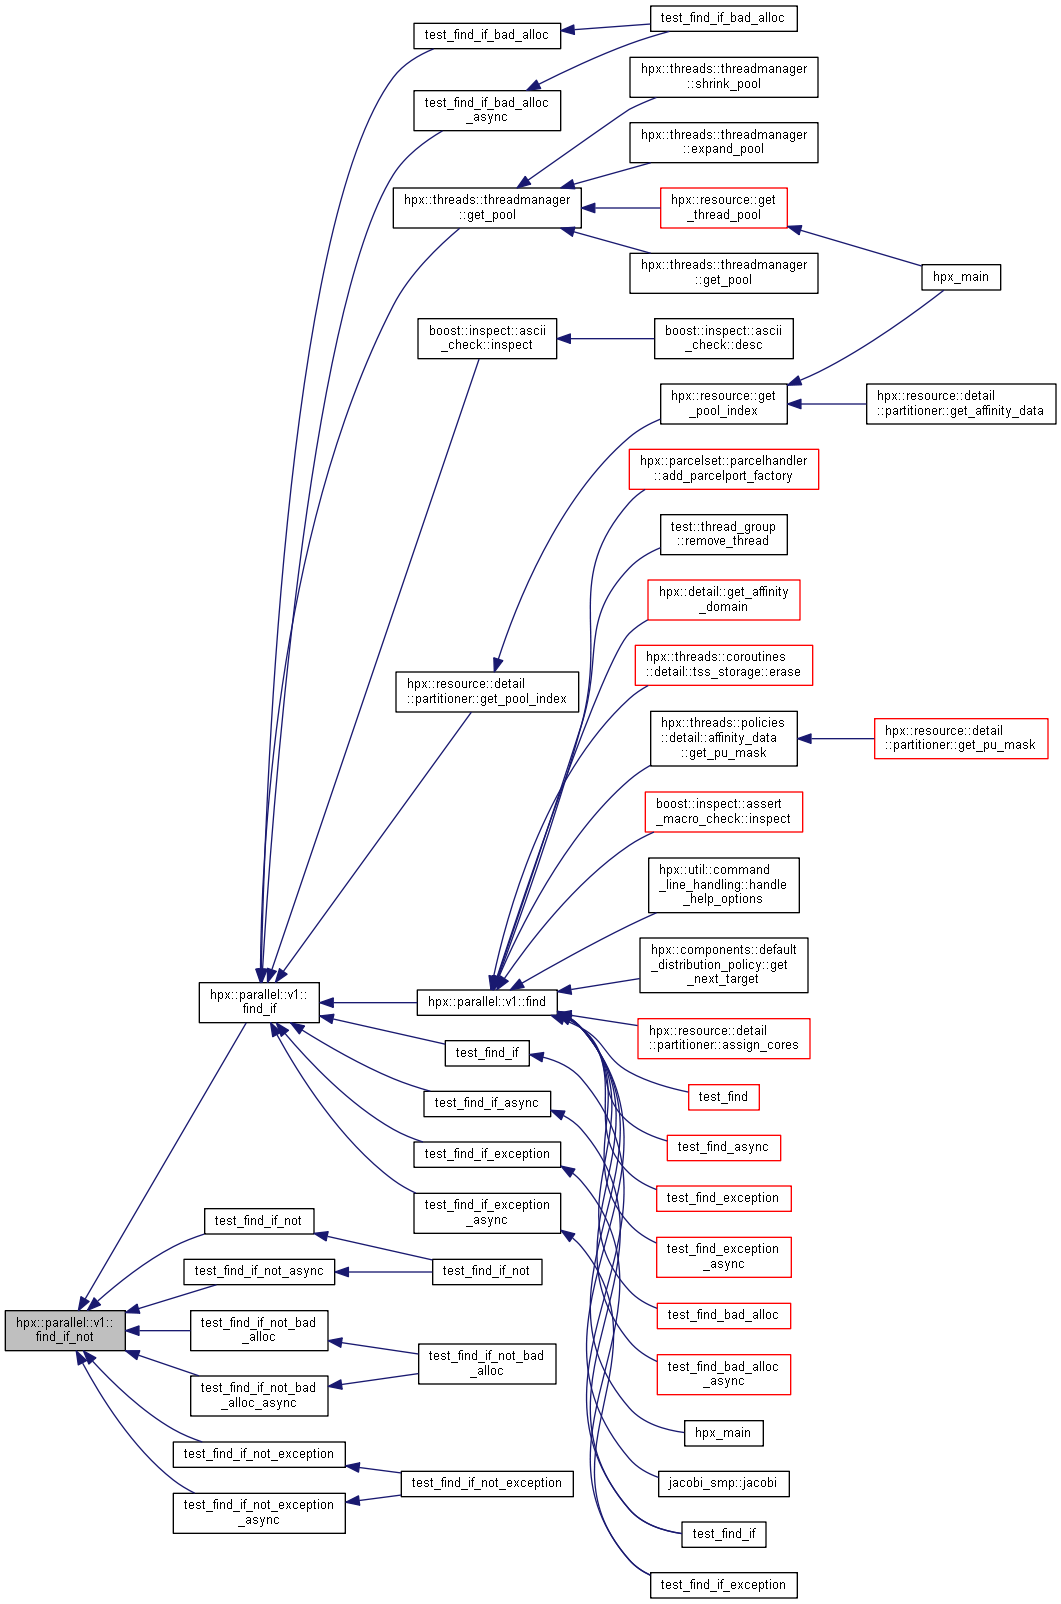 test_find_if_bad_alloc
test_find_if_bad_alloc
hpx::threads::threadmanager
::shrink_pool
test_find_if_bad_alloc
_async
hpx::threads::threadmanager
::expand_pool
hpx::threads::threadmanager
::get_pool
hpx::resource::get
_thread_pool
hpx::threads::threadmanager
::get_pool
hpx_main
boost::inspect::ascii
_check::inspect
boost::inspect::ascii
_check::desc
hpx::resource::get
_pool_index
hpx::resource::detail
::partitioner::get_affinity_data
hpx::parcelset::parcelhandler
::add_parcelport_factory
test::thread_group
::remove_thread
hpx::detail::get_affinity
_domain
hpx::threads::coroutines
::detail::tss_storage::erase
hpx::resource::detail
::partitioner::get_pool_index
hpx::threads::policies
::detail::affinity_data
::get_pu_mask
hpx::resource::detail
::partitioner::get_pu_mask
boost::inspect::assert
_macro_check::inspect
hpx::util::command
_line_handling::handle
_help_options
hpx::components::default
_distribution_policy::get
_next_target
hpx::parallel::v1::
find_if
hpx::parallel::v1::find
hpx::resource::detail
::partitioner::assign_cores
test_find_if
test_find
test_find_if_async
test_find_async
test_find_if_exception
test_find_exception
test_find_if_exception
_async
test_find_if_not
test_find_exception
_async
test_find_if_not_async
test_find_if_not
hpx::parallel::v1::
find_if_not
test_find_if_not_bad
_alloc
test_find_bad_alloc
test_find_if_not_bad
_alloc
test_find_bad_alloc
_async
test_find_if_not_bad
_alloc_async
hpx_main
test_find_if_not_exception
test_find_if_not_exception
jacobi_smp::jacobi
test_find_if_not_exception
_async
test_find_if
test_find_if_exception